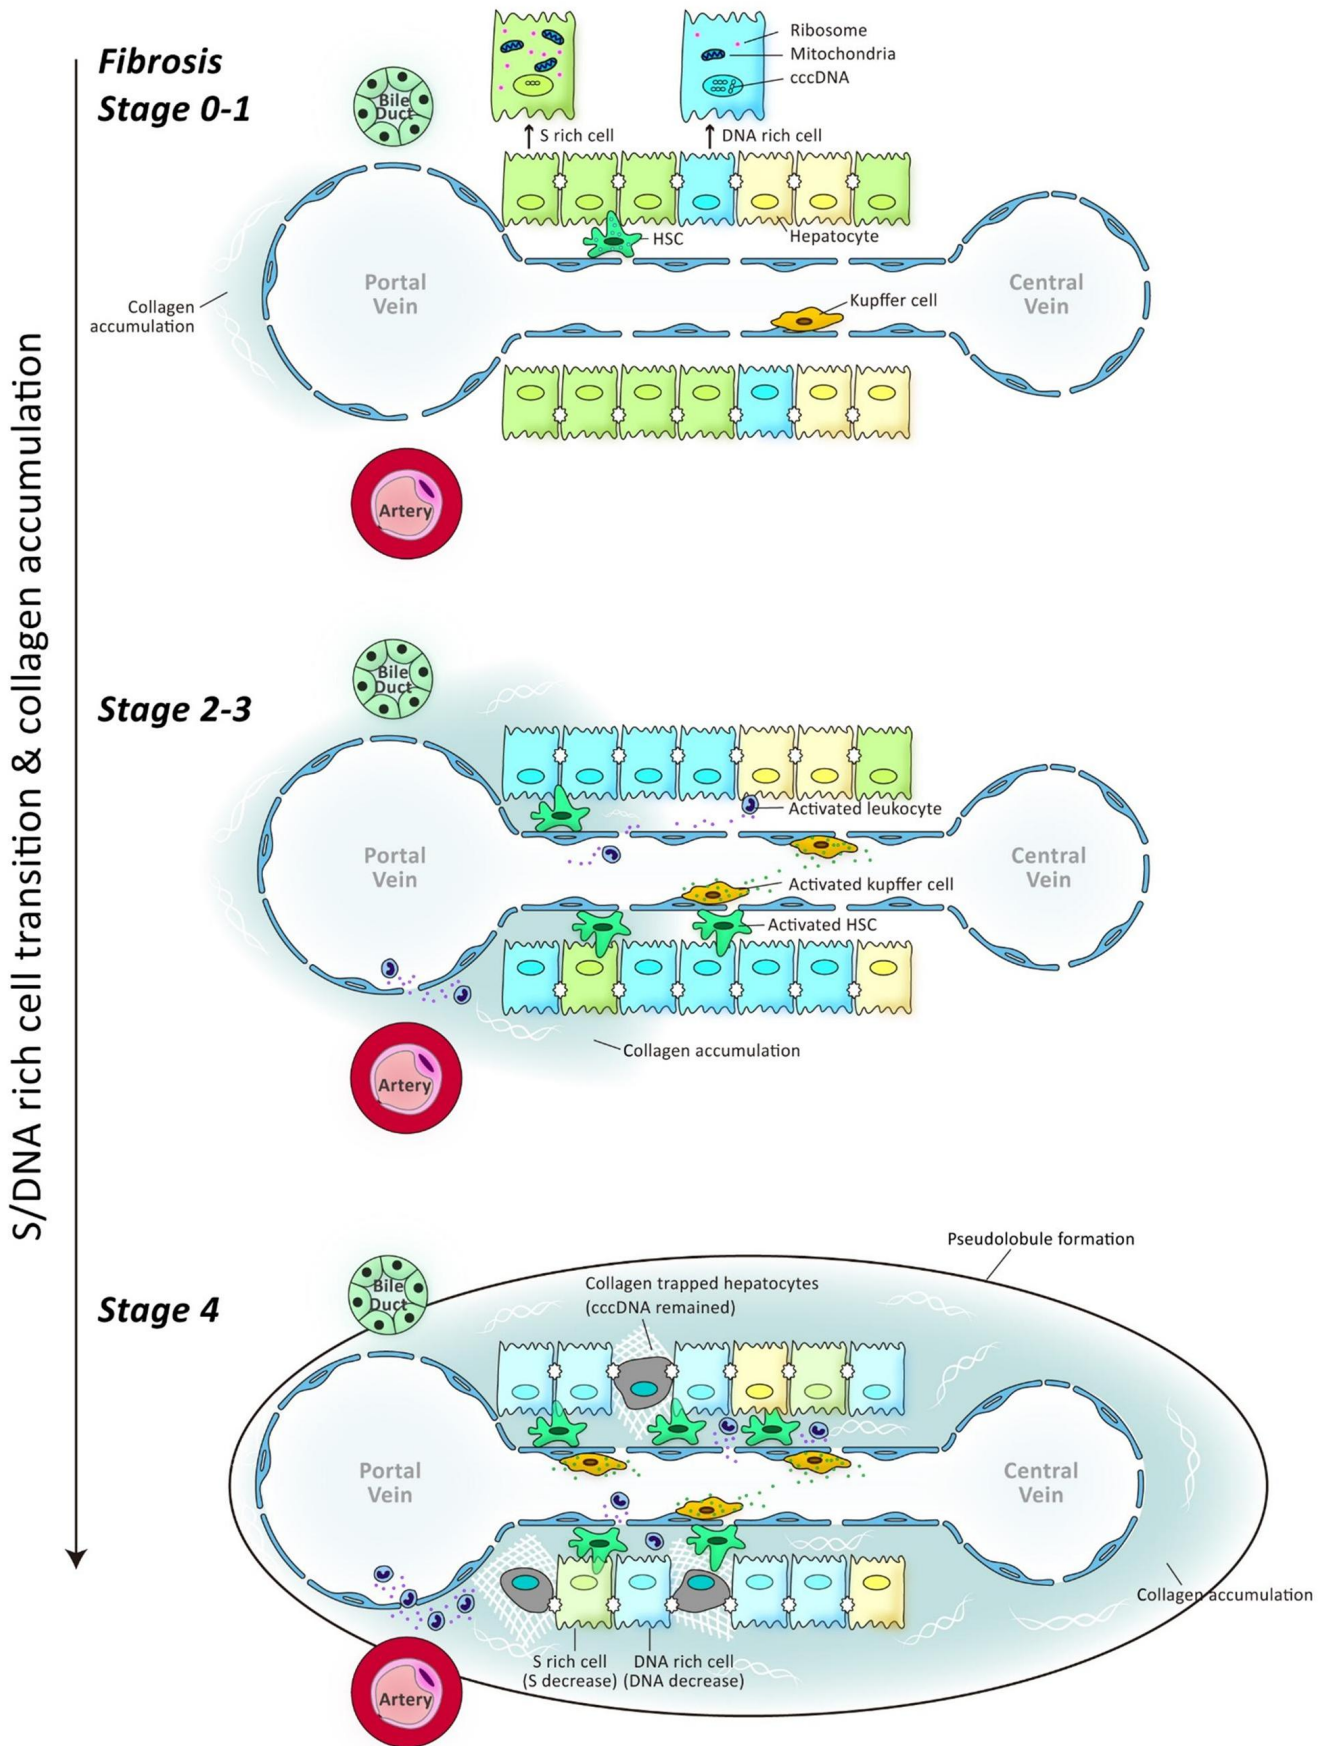 S/DNA rich cell transition & collagen accumulation
Fibrosis
Stage 0-1
Bile
Duct
Ribosome
Mitochondria
cccDNA
S rich cell
DNA rich cell
HSC
Hepatocyte
Portal
Vein
Central
Vein
Kupffer cell
Collagen
accumulation
Artery
Stage 2-3
Bile
Duct
Activated leukocyte
Portal
Vein
Central
Vein
Activated kupffer cell
Activated HSC
Collagen accumulation
Artery
Stage 4
Pseudolobule formation
Bile
Duct
Collagen trapped hepatocytes
(cccDNA remained)
Portal
Vein
Central
Vein
Collagen accumulation
S rich cell
(S decrease)
DNA rich cell
(DNA decrease)
Artery